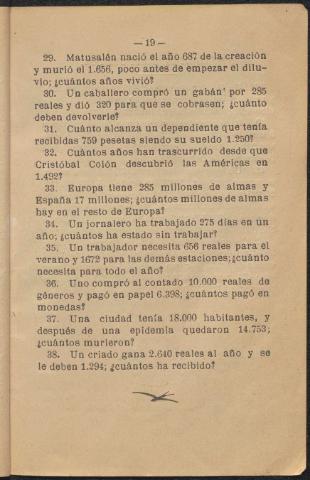 — 19 —
29. Matusalén nació el año 687 de la creación
y murió el 1.656, poco antes de empezar el dilu-
vio; ¿cuántos años vivió?
30. Un caballero compró un gabán por 285
reales y dió 320 para que se cobrasen; ¿cuánto
deben devolverle?
31. Cuánto alcanza un dependiente que tenía
recibidas 759 pesetas siendo su sueldo 1.250?
32. Cuántos años han trascurrido desde que
Cristóbal Colón descubrió las Américas en
1.492?
33. Europa tiene 285 millones de almas y
España 17 millones; ¿cuántos millones de almas
hay en el resto de Europa?
34. Un jornalero ha trabajado 275 días en un
año; ¿cuántos ha estado sin trabajar?
35. Un trabajador necesita 656 reales para el
verano y 1672 para las demás estaciones; ¿cuánto
necesita para todo el año?
36. Uno compró al contado 10.000 reales de
géneros y pagó en papel 6.398; ¿cuántos pagó en
monedas?
37. Una ciudad tenía 18.000 habitantes, y
después de una epidemia quedaron 14.753;
¿cuántos murieron?
38. Un criado gana 2.640 reales al año y se
le deben 1.294; ¿cuántos ha recibido?